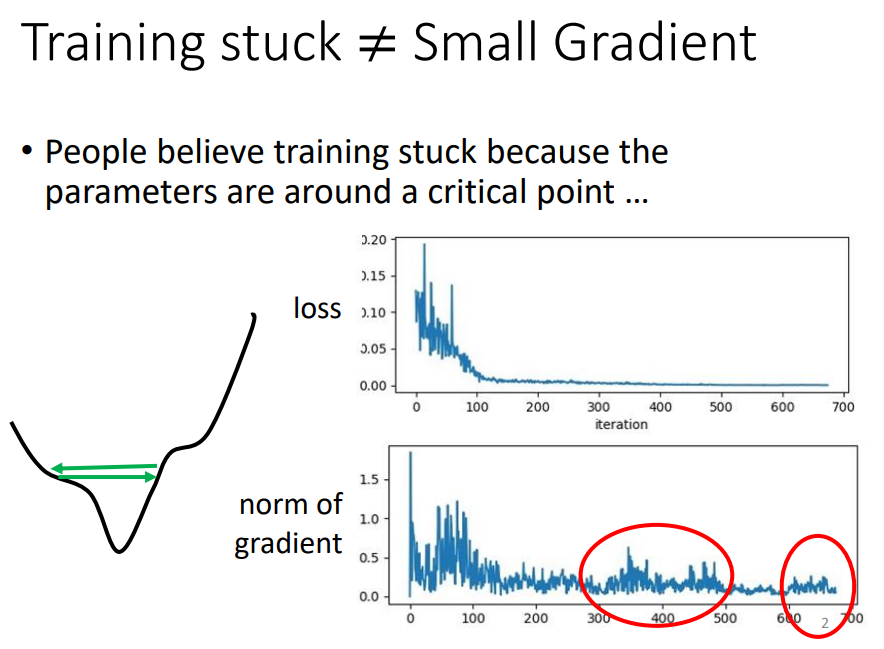 Training stuck ≠ Small Gradient
• People believe training stuck because the
parameters are around a critical point …
loss
0.20
0.15
0.10
0.05
0.00
0 100 200 300 400 500 600 700
iteration
norm of
gradient
1.5
1.0
0.5
0.0
0 100 200 300 400 500 600 700
2